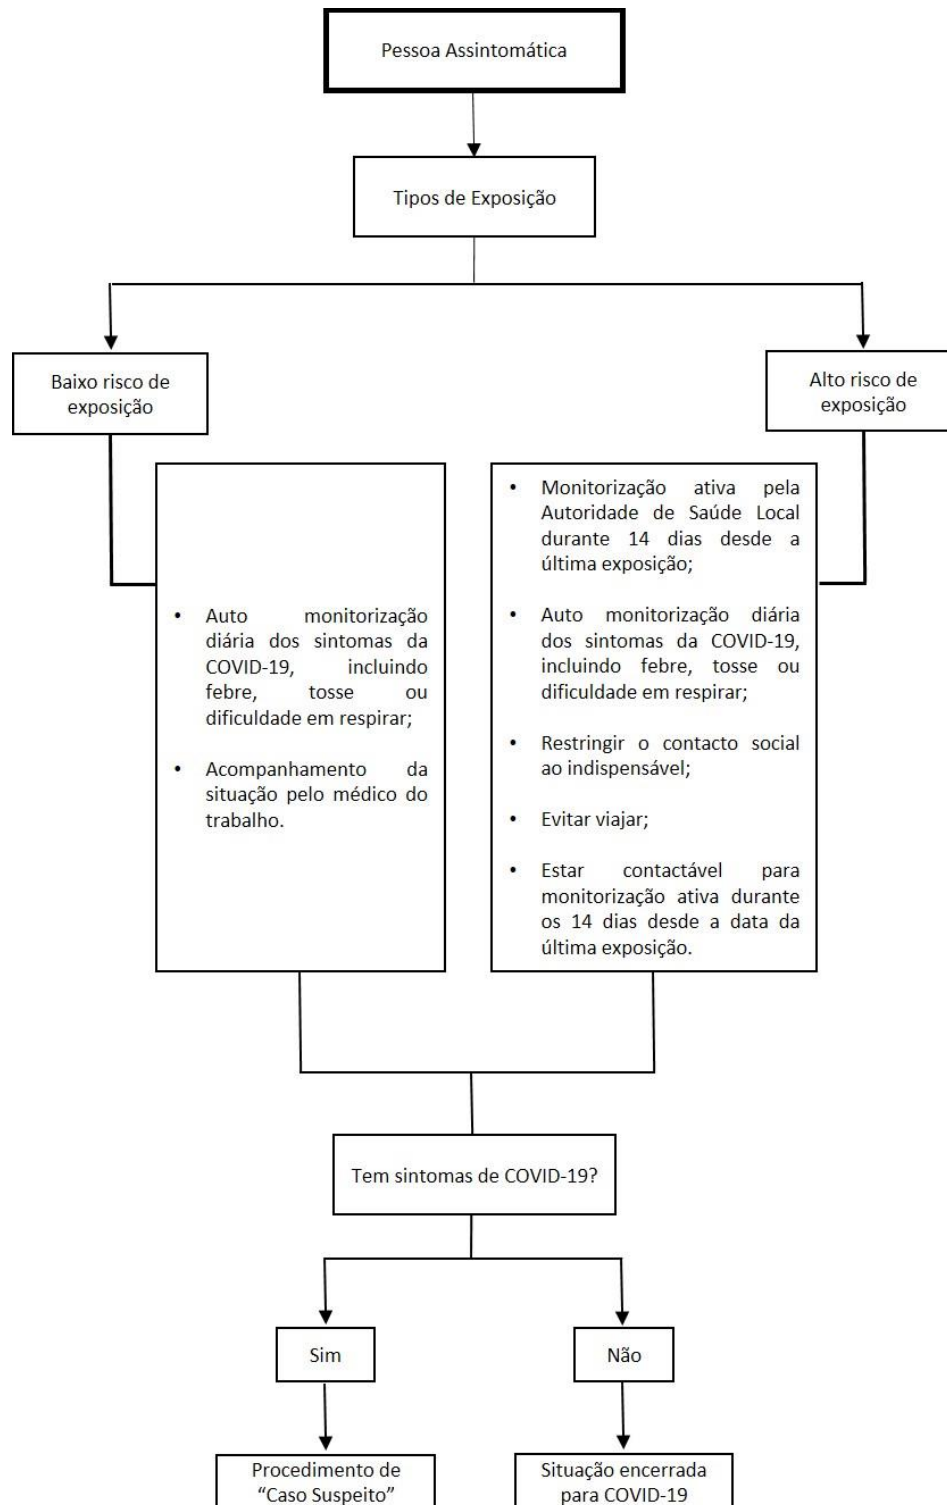 Pessoa Assintomática
Tipos de Exposição
Baixo risco de
exposição
Alto risco de
exposição
• Auto monitorização
diária dos sintomas da
COVID-19, incluindo
febre, tosse ou
dificuldade em respirar;
• Acompanhamento da
situação pelo médico do
trabalho.
• Monitorização ativa pela
Autoridade de Saúde Local
durante 14 dias desde a
última exposição;
• Auto monitorização diária
dos sintomas da COVID-19,
incluindo febre, tosse ou
dificuldade em respirar;
• Restringir o contacto social
ao indispensável;
• Evitar viajar;
• Estar contactável para
monitorização ativa durante
os 14 dias desde a data da
última exposição.
Tem sintomas de COVID-19?
Sim
Não
Procedimento de
“Caso Suspeito”
Situação encerrada
para COVID-19